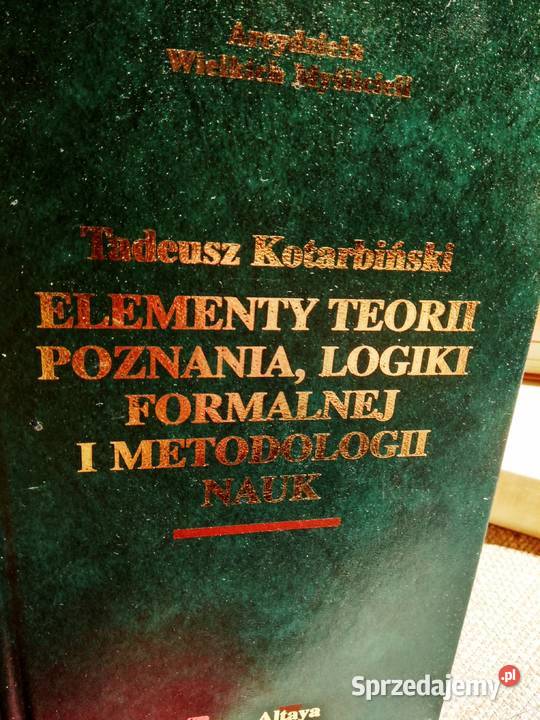 Arcydzieła
Wielkich Myślicieli
Tadeusz Kotarbiński
ELEMENTY TEORII
POZNANIA, LOGIKI
FORMALNEJ
I METODOLOGII
NAUK
Altaya
Sprzedajemy.pl